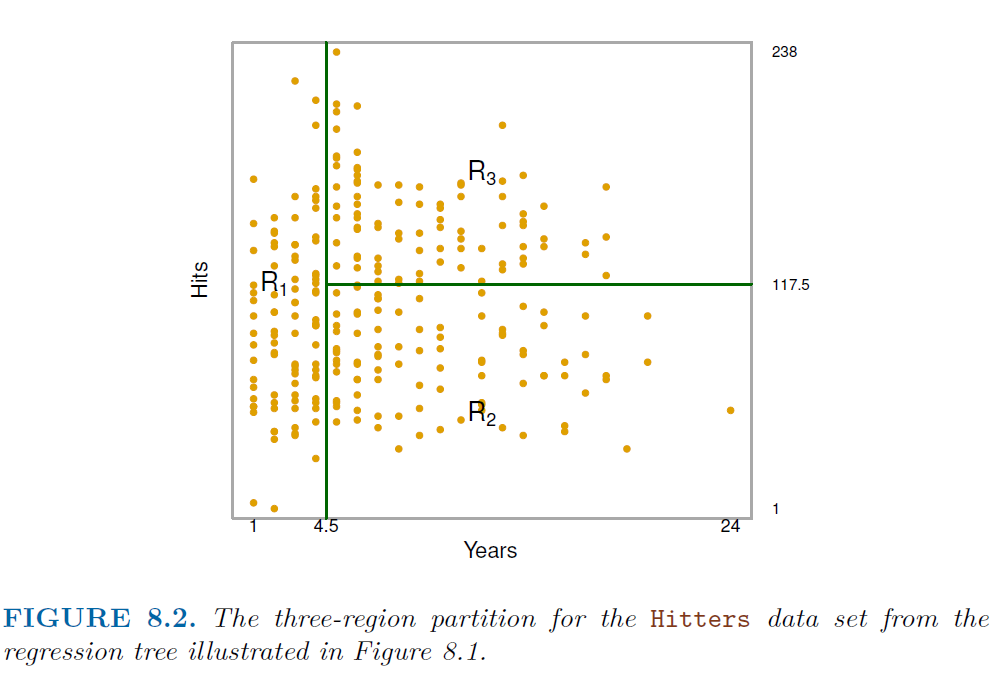 238
R3
Hits
R1
117.5
R2
1
1
4.5
24
Years
FIGURE 8.2. The three-region partition for the Hitters data set from the
regression tree illustrated in Figure 8.1.